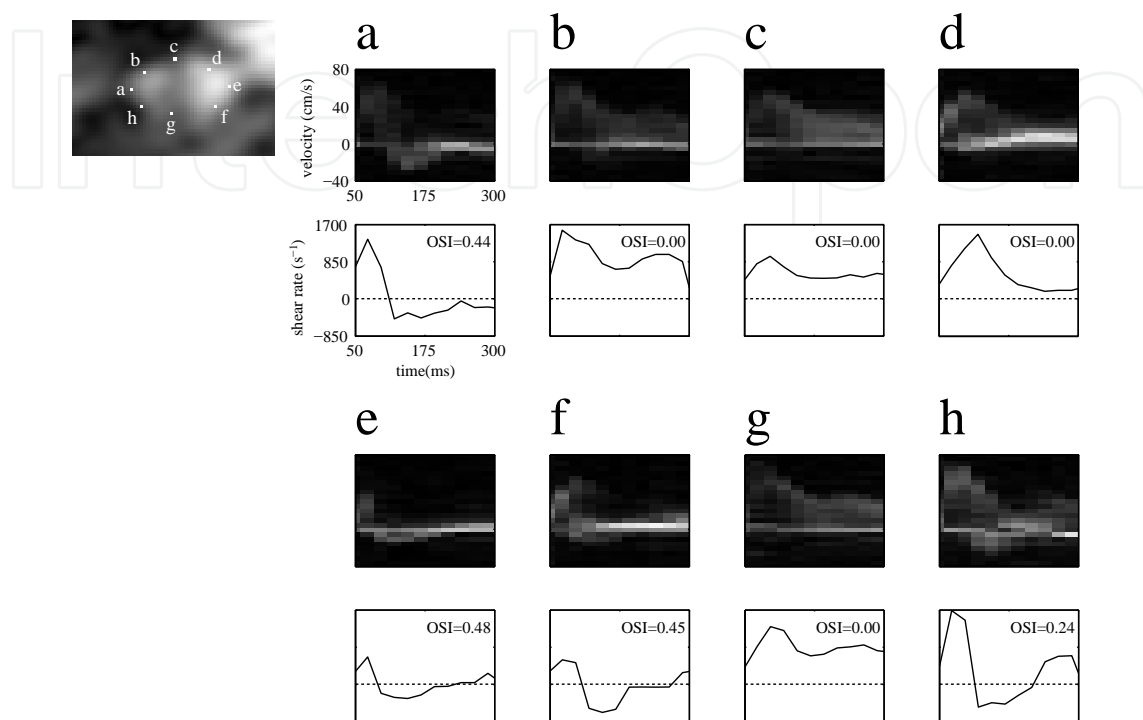 IntechOpen
c
b
d
a
e
h
g
f
a
b
c
d
velocity (cm/s)
80
40
0
−40
50
175
300
shear rate (s⁻¹)
1700
850
0
−850
OSI=0.44
OSI=0.00
OSI=0.00
OSI=0.00
50
175
300
time(ms)
e
f
g
h
OSI=0.48
OSI=0.45
OSI=0.00
OSI=0.24